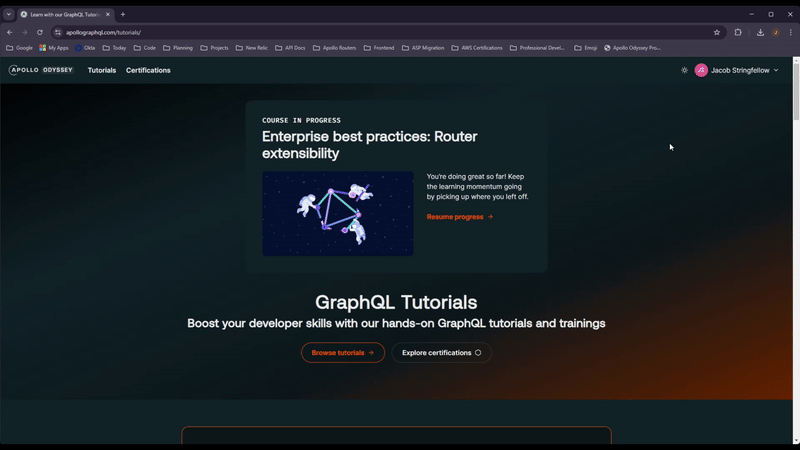 Learn with our GraphQL Tutoria
apollographql.com/tutorials/
Google My Apps Okta Today Code Planning Projects New Relic API Docs Apollo Routers Frontend ASP Migration AWS Certifications Professional Devel... Emoji Apollo Odyssey Pro...
APOLLO ODYSSEY Tutorials Certifications Jacob Stringfellow
COURSE IN PROGRESS
Enterprise best practices: Router
extensibility
You're doing great so far! Keep
the learning momentum going
by picking up where you left off.
Resume progress
GraphQL Tutorials
Boost your developer skills with our hands-on GraphQL tutorials and trainings
Browse tutorials Explore certifications